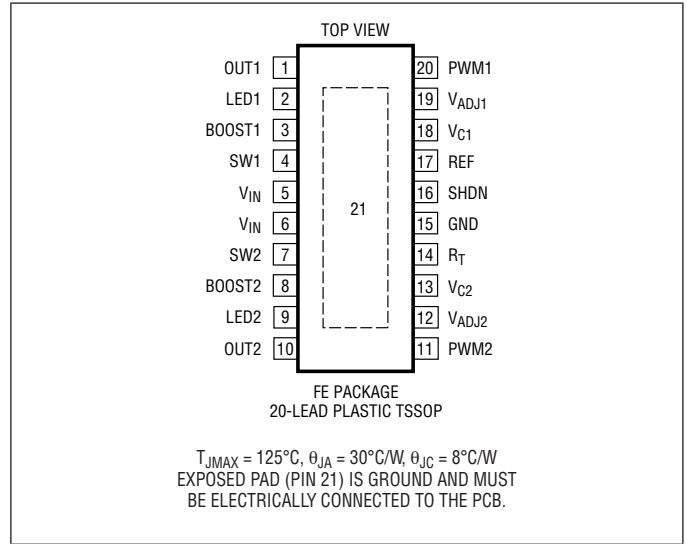 TOP VIEW
OUT1 1
LED1 2
BOOST1 3
SW1 4
VIN 5
VIN 6
SW2 7
BOOST2 8
LED2 9
OUT2 10
20 PWM1
19 VADJ1
18 VC1
17 REF
16 SHDN
15 GND
14 RT
13 VC2
12 VADJ2
11 PWM2
21
FE PACKAGE
20-LEAD PLASTIC TSSOP
TJMAX = 125°C, θJA = 30°C/W, θJC = 8°C/W
EXPOSED PAD (PIN 21) IS GROUND AND MUST
BE ELECTRICALLY CONNECTED TO THE PCB.